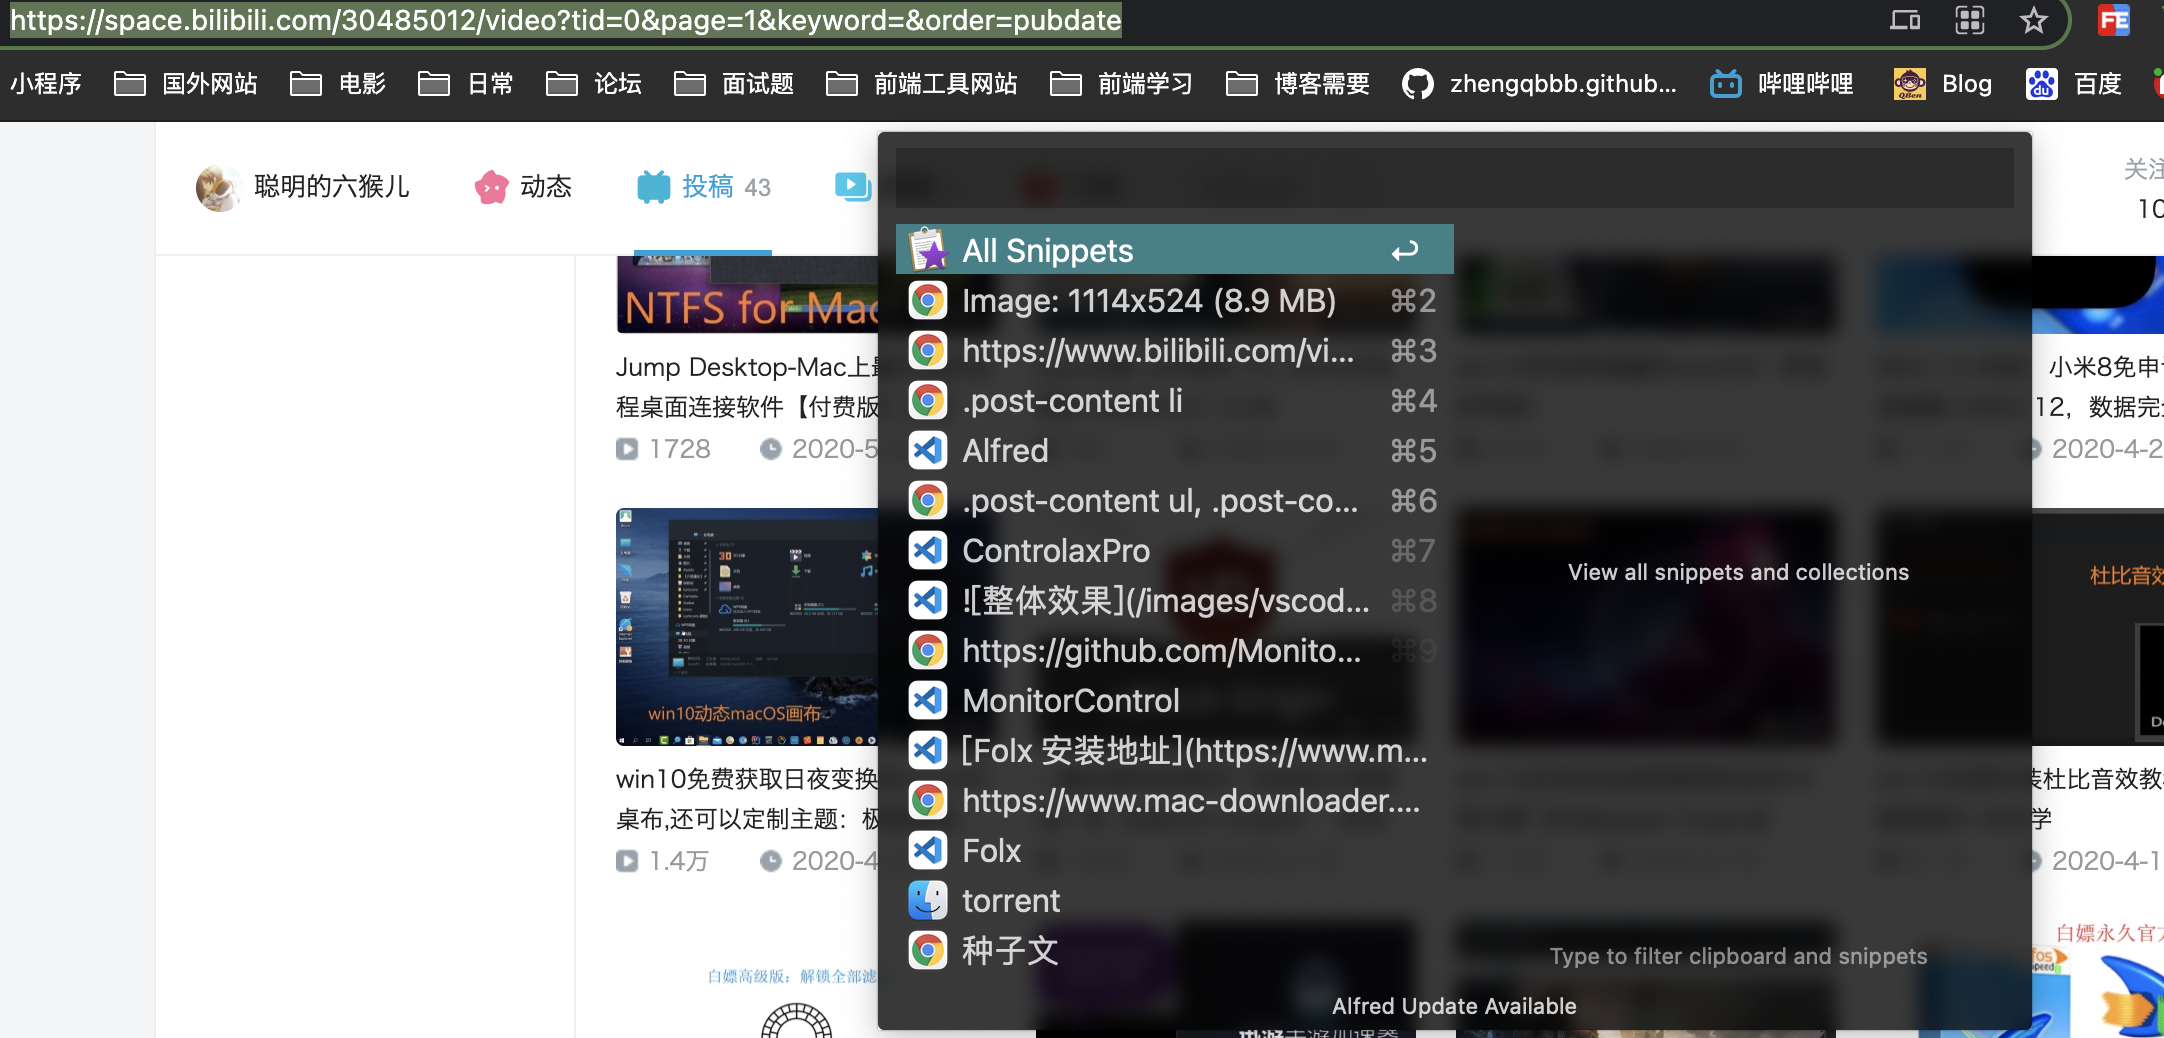 https://space.bilibili.com/30485012/video?tid=0&page=1&keyword=&order=pubdate
小程序 国外网站 电影 日常 论坛 面试题 前端工具网站 前端学习 博客需要 zhengqbbb.github... 哔哩哔哩 Blog 百度
聪明的六猴儿 动态 投稿 43
关注
10
All Snippets
Image: 1114x524 (8.9 MB) ⌘2
https://www.bilibili.com/vi... ⌘3
.post-content li ⌘4
Alfred ⌘5
.post-content ul, .post-co... ⌘6
ControlaxPro ⌘7
![整体效果](/images/vscod... ⌘8
https://github.com/Monito... ⌘9
MonitorControl
[Folx 安装地址](https://www.m...
https://www.mac-downloader....
Folx
torrent
种子文
View all snippets and collections
Type to filter clipboard and snippets
Alfred Update Available
NTFS for Mac
Jump Desktop-Mac上
程桌面连接软件【付费版
1728 2020-5
win10动态macOS画布
win10免费获取日夜变换
桌布,还可以定制主题：极
1.4万 2020-4
白嫖高级版：解锁全部滤
小米8免申
12，数据完
2020-4-2
杜比音效
装杜比音效教
学
2020-4-1
白嫖永久官方